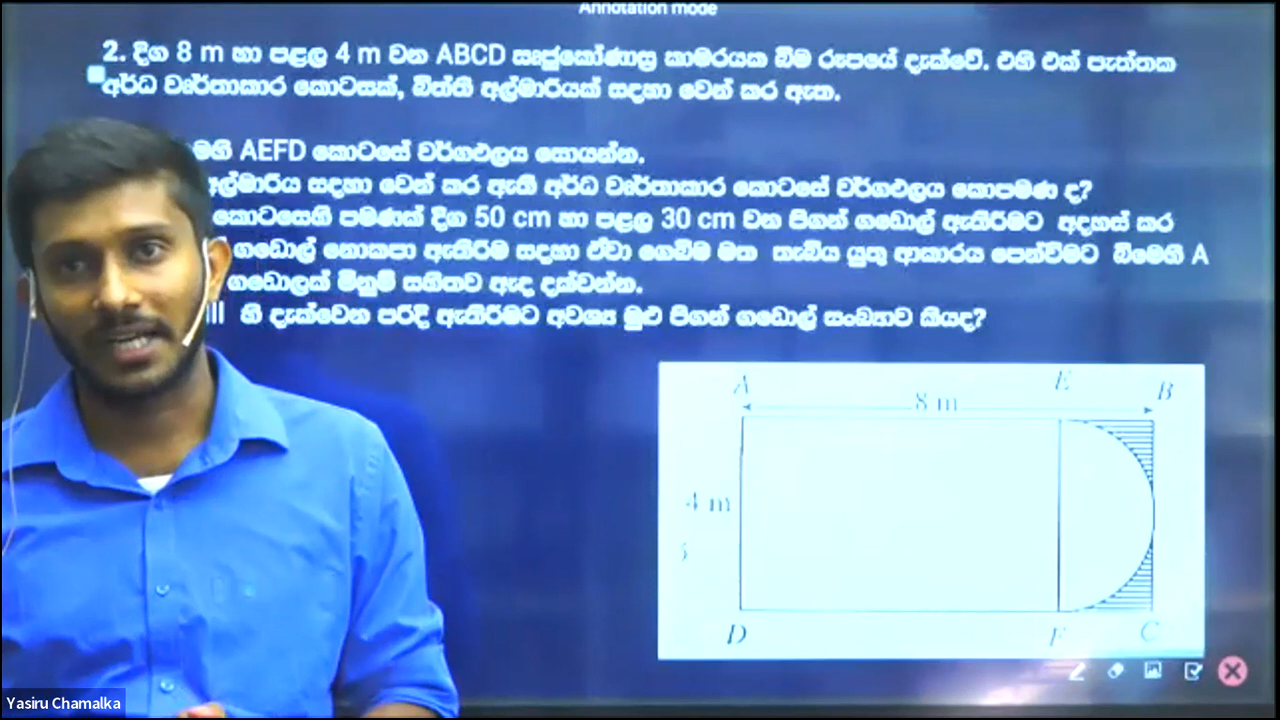 Annotation mode
2. දිග 8 m හා පළල 4 m වන ABCD සෘජුකෝණාස්‍ර කාමරයක බිම රූපයේ දැක්වේ. එහි එක් පැත්තක
අර්ධ වෘර්තාකාර කොටසක්, බිත්ති අල්මාරියක් සඳහා වෙන් කර ඇත.
මෙහි AEFD කොටසේ වර්ගඵලය සොයන්න.
අල්මාරිය සඳහා වෙන් කර ඇති අර්ධ වෘර්තාකාර කොටසේ වර්ගඵලය කොපමණ ද?
කොටසෙහි පමණක් දිග 50 cm හා පළල 30 cm වන පිගන් ගඩොල් ඇතිරීමට අදහස් කර
ගඩොල් නොකපා ඇතිරීම සඳහා ඒවා ගෙබිම මත තැබිය යුතු ආකාරය පෙන්වීමට බිමෙහි A
ගඩොලක් මිනුම් සහිතව ඇද දක්වන්න.
III හි දැක්වෙන පරිදි ඇතිරීමට අවශ්‍ය මුළු පිගන් ගඩොල් සංඛ්‍යාව කීයද?
A E B
8 m
4 m
D F C
Yasiru Chamalka